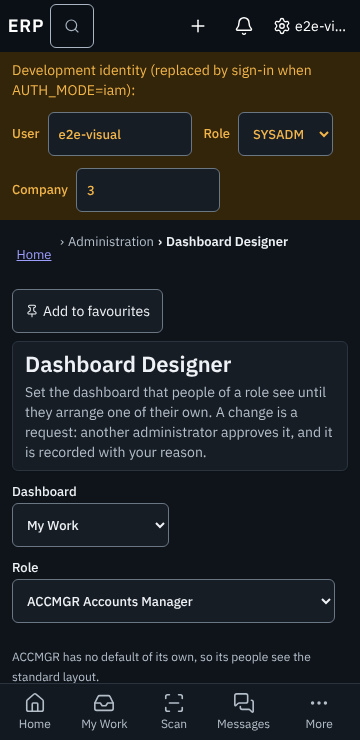 ERP
e2e-vi...
Development identity (replaced by sign-in when
AUTH_MODE=iam):
User e2e-visual Role SYSADM
Company 3
Home › Administration › Dashboard Designer
Add to favourites
Dashboard Designer
Set the dashboard that people of a role see until
they arrange one of their own. A change is a
request: another administrator approves it, and it
is recorded with your reason.
Dashboard
My Work
Role
ACCMGR Accounts Manager
ACCMGR has no default of its own, so its people see the
standard layout.
Home My Work Scan Messages More